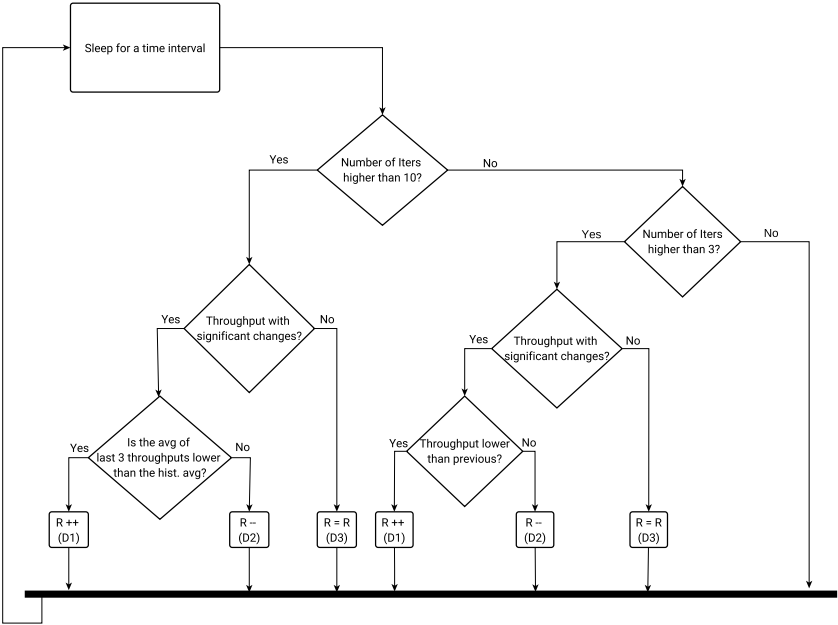 Sleep for a time interval
Yes
Number of Iters
higher than 10?
No
Yes
Number of Iters
higher than 3?
No
Yes
Throughput with
significant changes?
No
Yes
Throughput with
significant changes?
No
Yes
Is the avg of
last 3 throughputs lower
than the hist. avg?
No
Yes
Throughput lower
than previous?
No
R ++
(D1)
R --
(D2)
R = R
(D3)
R ++
(D1)
R --
(D2)
R = R
(D3)